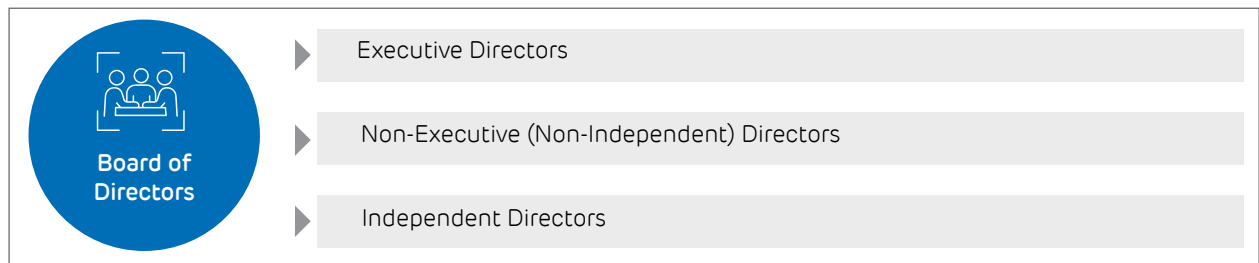 Board of
Directors
Executive Directors
Non-Executive (Non-Independent) Directors
Independent Directors